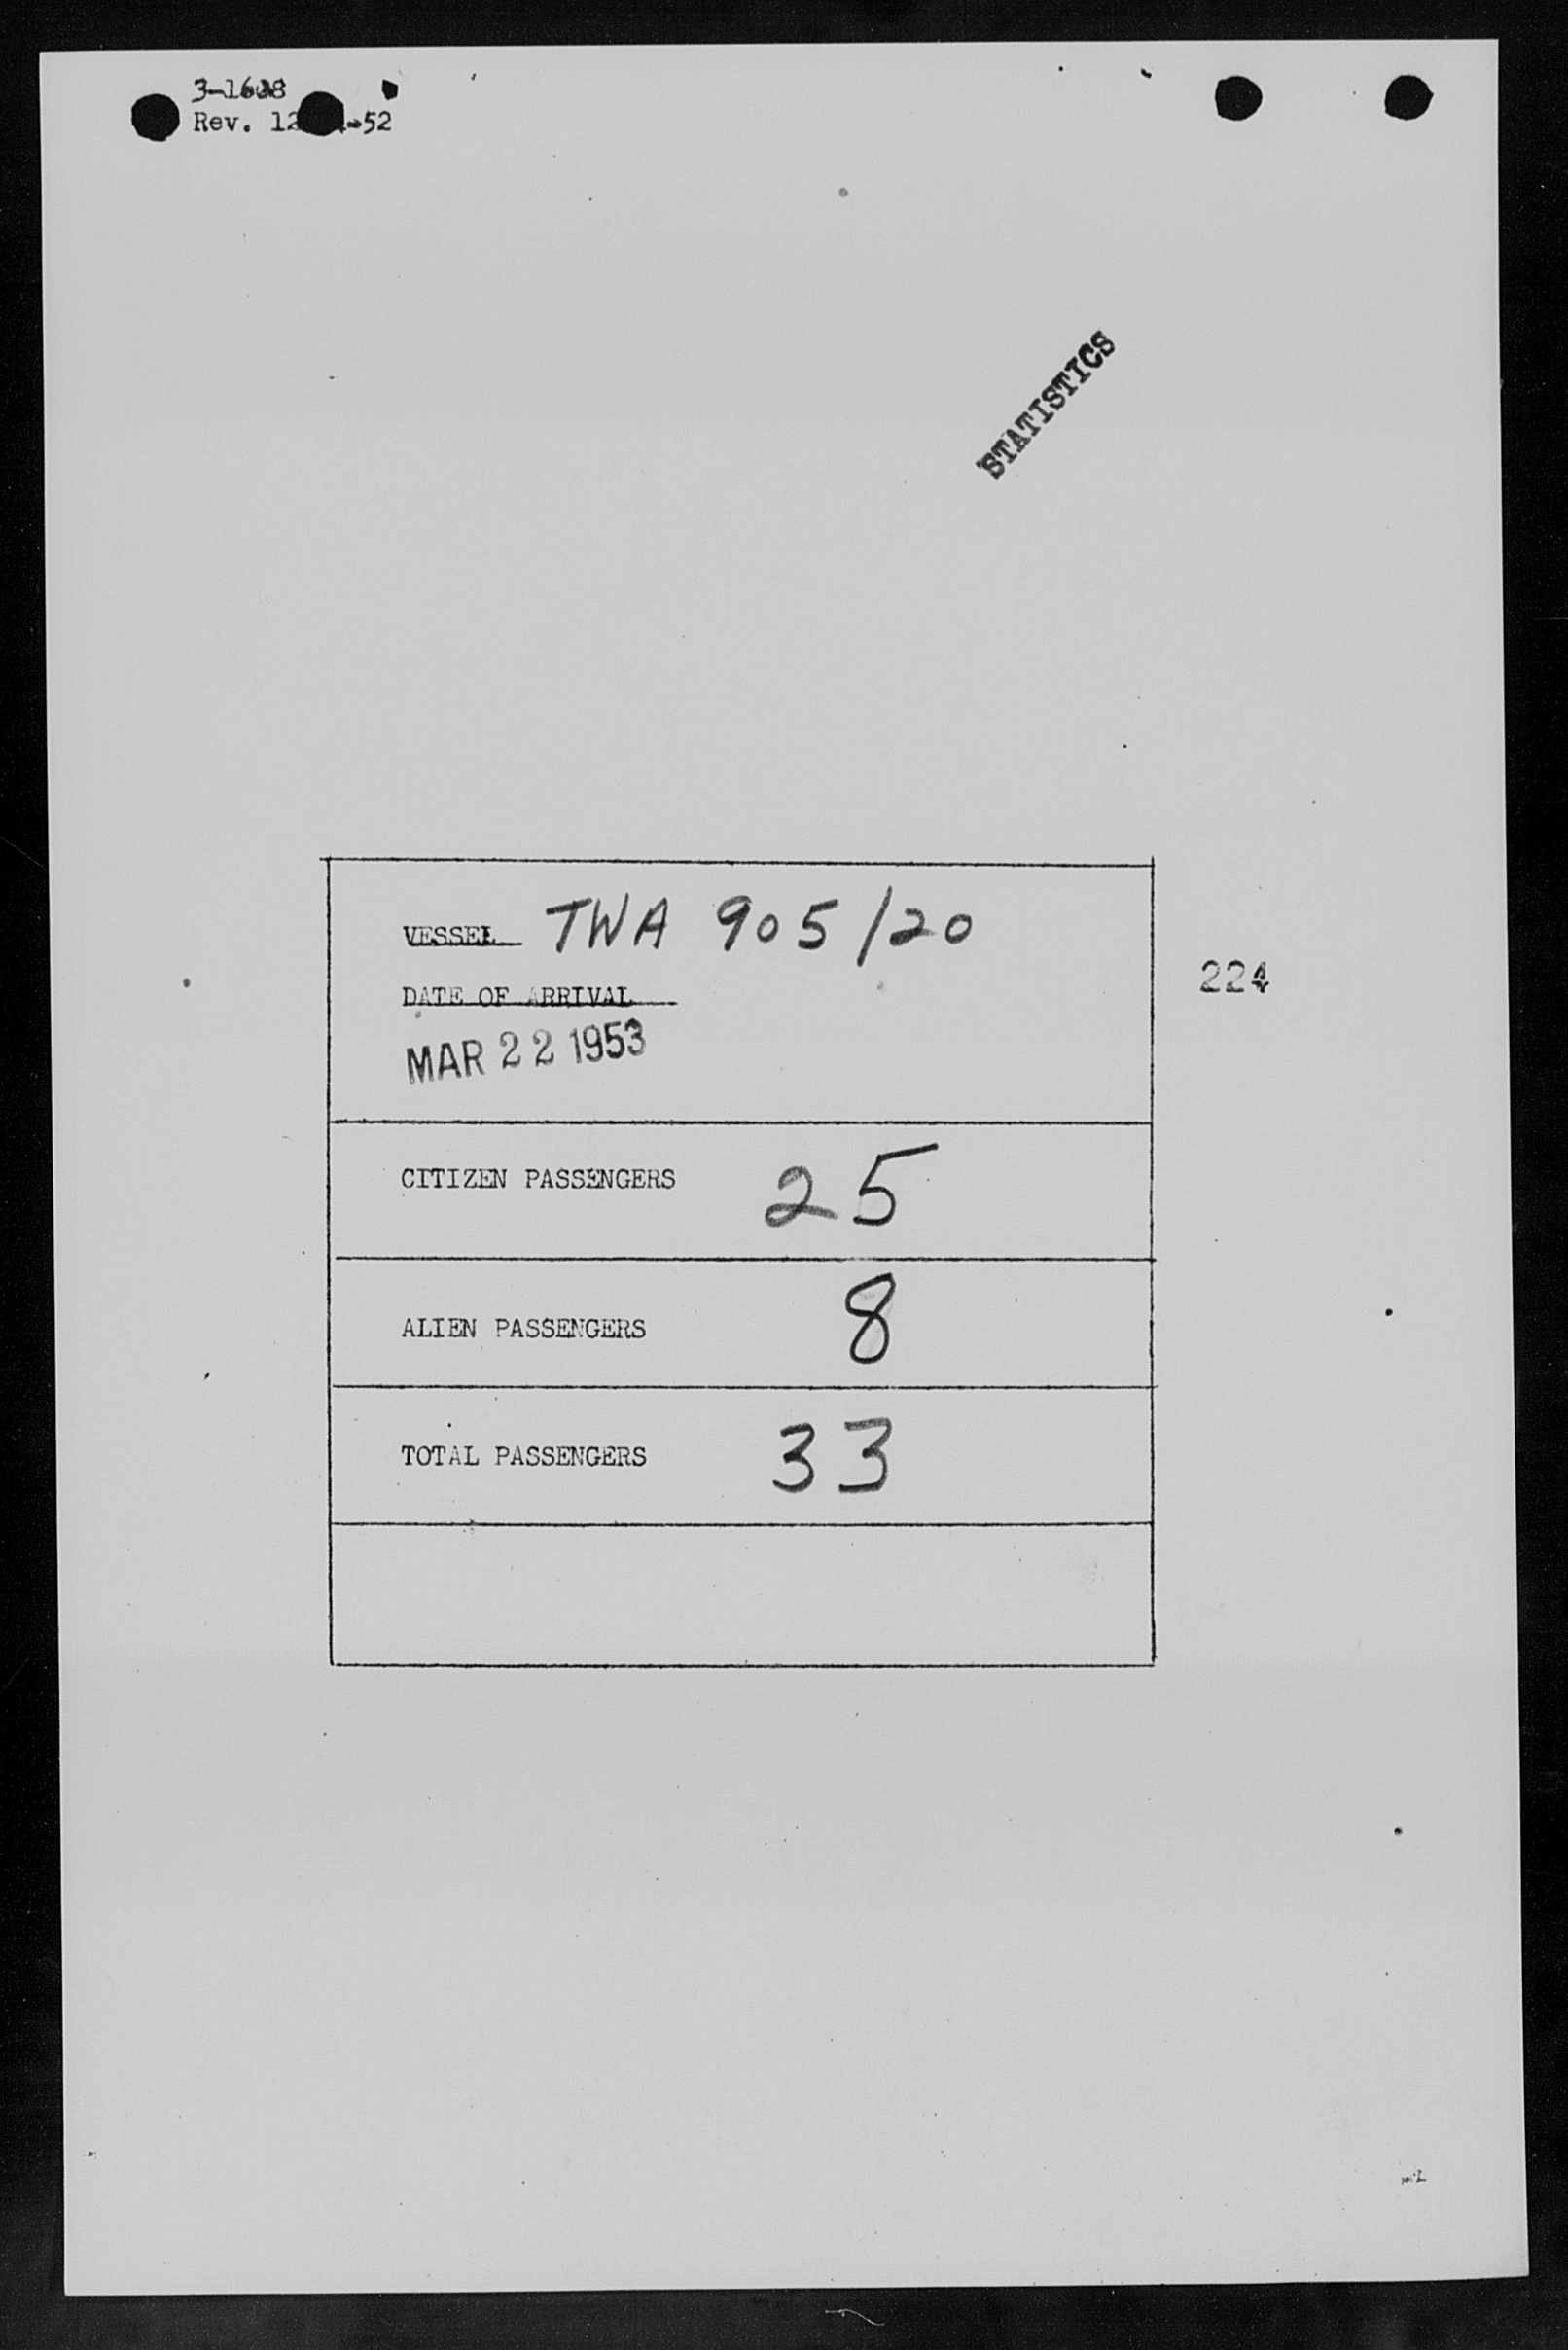 3-1608
Rev. 12 -52
STATISTICS
VESSEL TWA 905/20
DATE OF ARRIVAL
MAR 22 1953
224
CITIZEN PASSENGERS 25
ALIEN PASSENGERS 8
TOTAL PASSENGERS 33